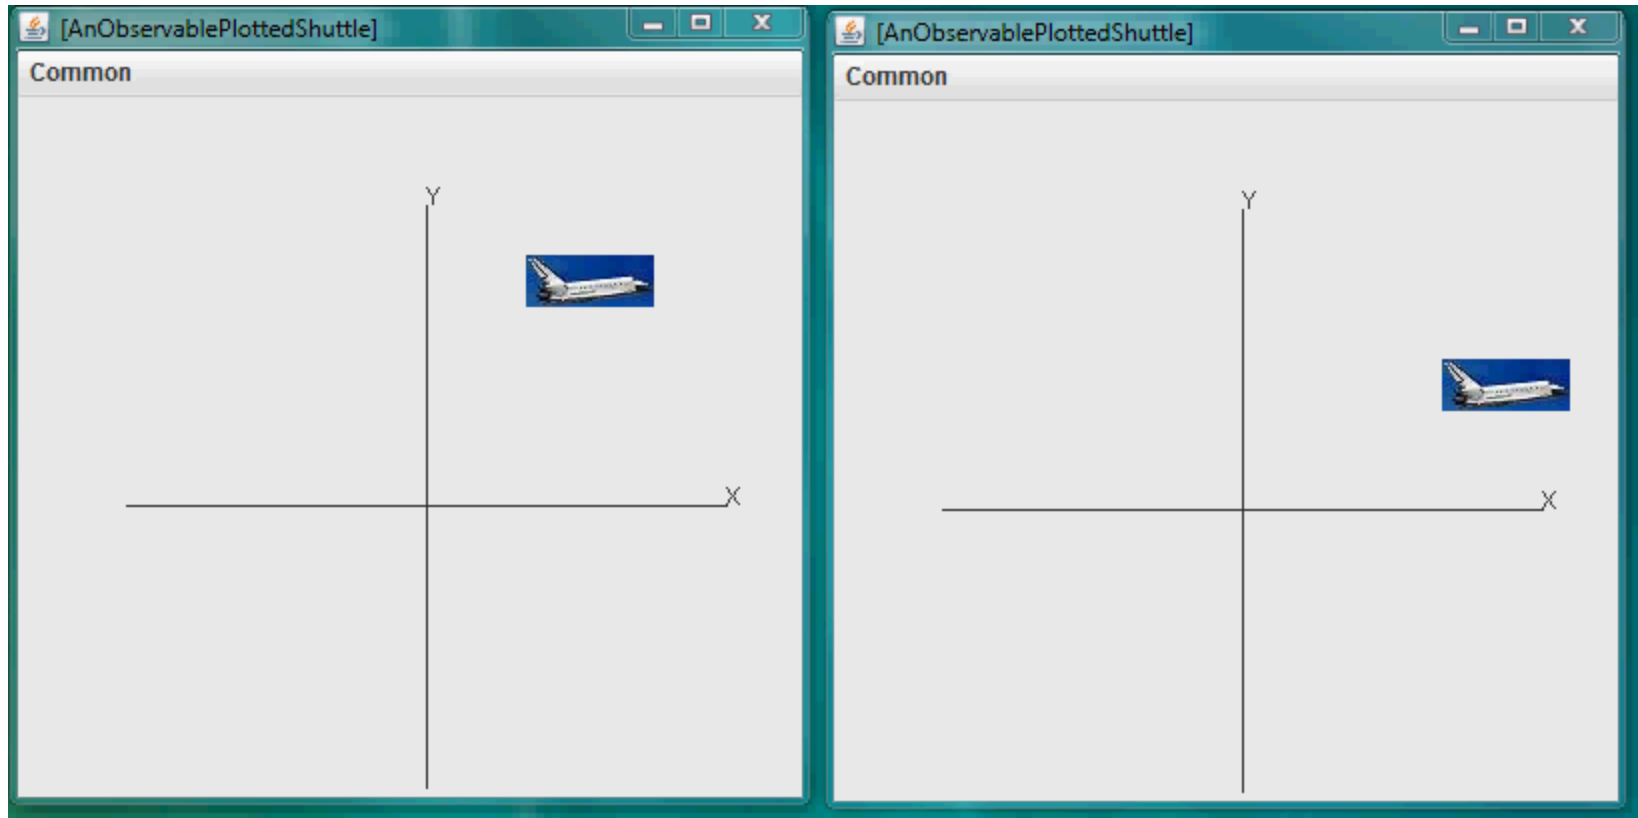 [AnObservablePlottedShuttle]
Common
Y
X
[AnObservablePlottedShuttle]
Common
Y
X